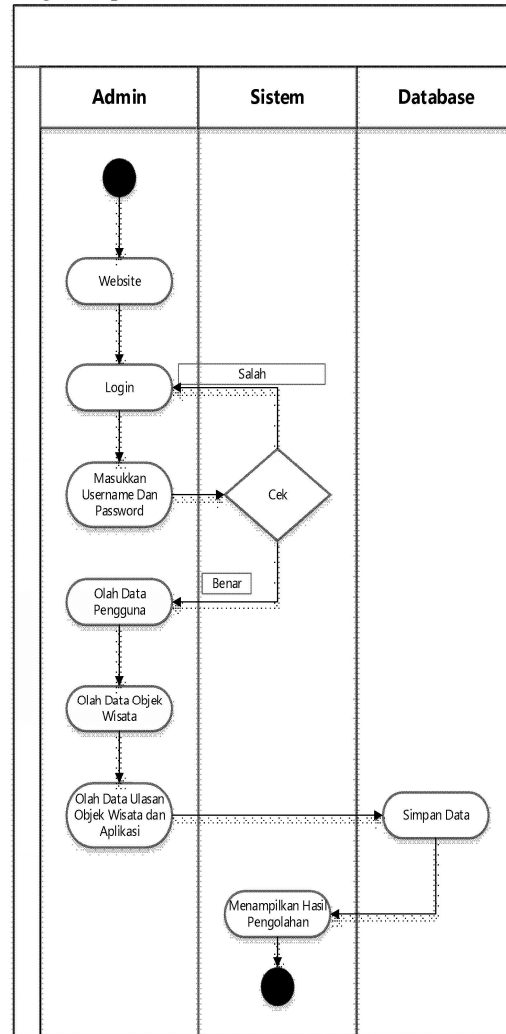 Admin
Sistem
Database
Website
Login
Salah
Masukkan
Username Dan
Password
Cek
Benar
Olah Data
Pengguna
Olah Data Objek
Wisata
Olah Data Ulasan
Objek Wisata dan
Aplikasi
Simpan Data
Menampilkan Hasil
Pengolahan